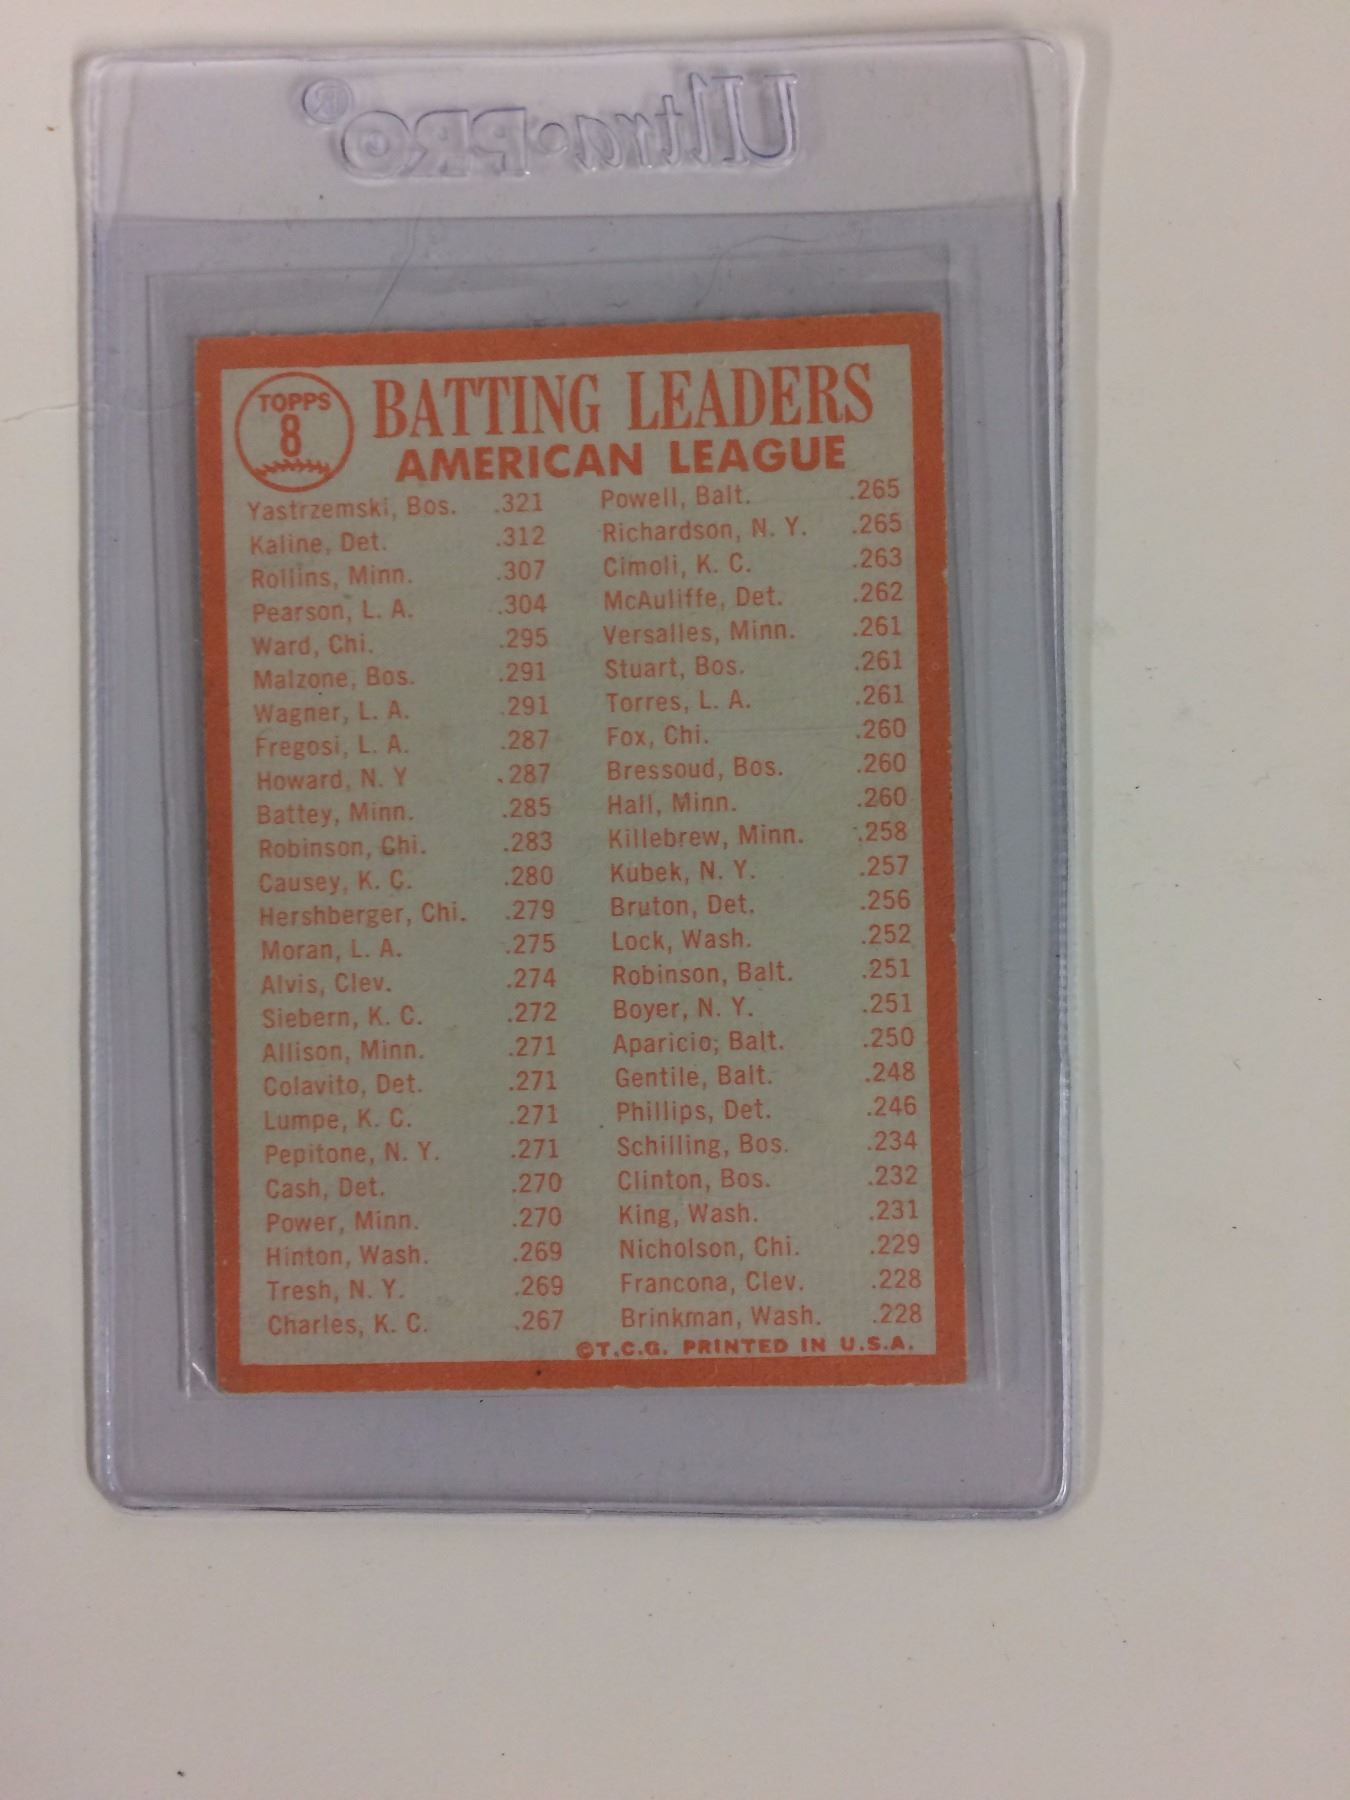 Ultra•PRO®
TOPPS
8
BATTING LEADERS
AMERICAN LEAGUE
Yastrzemski, Bos. .321
Kaline, Det. .312
Rollins, Minn. .307
Pearson, L. A. .304
Ward, Chi. .295
Malzone, Bos. .291
Wagner, L. A. .291
Fregosi, L. A. .287
Howard, N. Y .287
Battey, Minn. .285
Robinson, Chi. .283
Causey, K. C. .280
Hershberger, Chi. .279
Moran, L. A. .275
Alvis, Clev. .274
Siebern, K. C. .272
Allison, Minn. .271
Colavito, Det. .271
Lumpe, K. C. .271
Pepitone, N. Y. .271
Cash, Det. .270
Power, Minn. .270
Hinton, Wash. .269
Tresh, N. Y. .269
Charles, K. C. .267
Powell, Balt. .265
Richardson, N. Y. .265
Cimoli, K. C. .263
McAuliffe, Det. .262
Versalles, Minn. .261
Stuart, Bos. .261
Torres, L. A. .261
Fox, Chi. .260
Bressoud, Bos. .260
Hall, Minn. .260
Killebrew, Minn. .258
Kubek, N. Y. .257
Bruton, Det. .256
Lock, Wash. .252
Robinson, Balt. .251
Boyer, N. Y. .251
Aparicio; Balt. .250
Gentile, Balt. .248
Phillips, Det. .246
Schilling, Bos. .234
Clinton, Bos. .232
King, Wash. .231
Nicholson, Chi. .229
Francona, Clev. .228
Brinkman, Wash. .228
©T.C.G. PRINTED IN U.S.A.